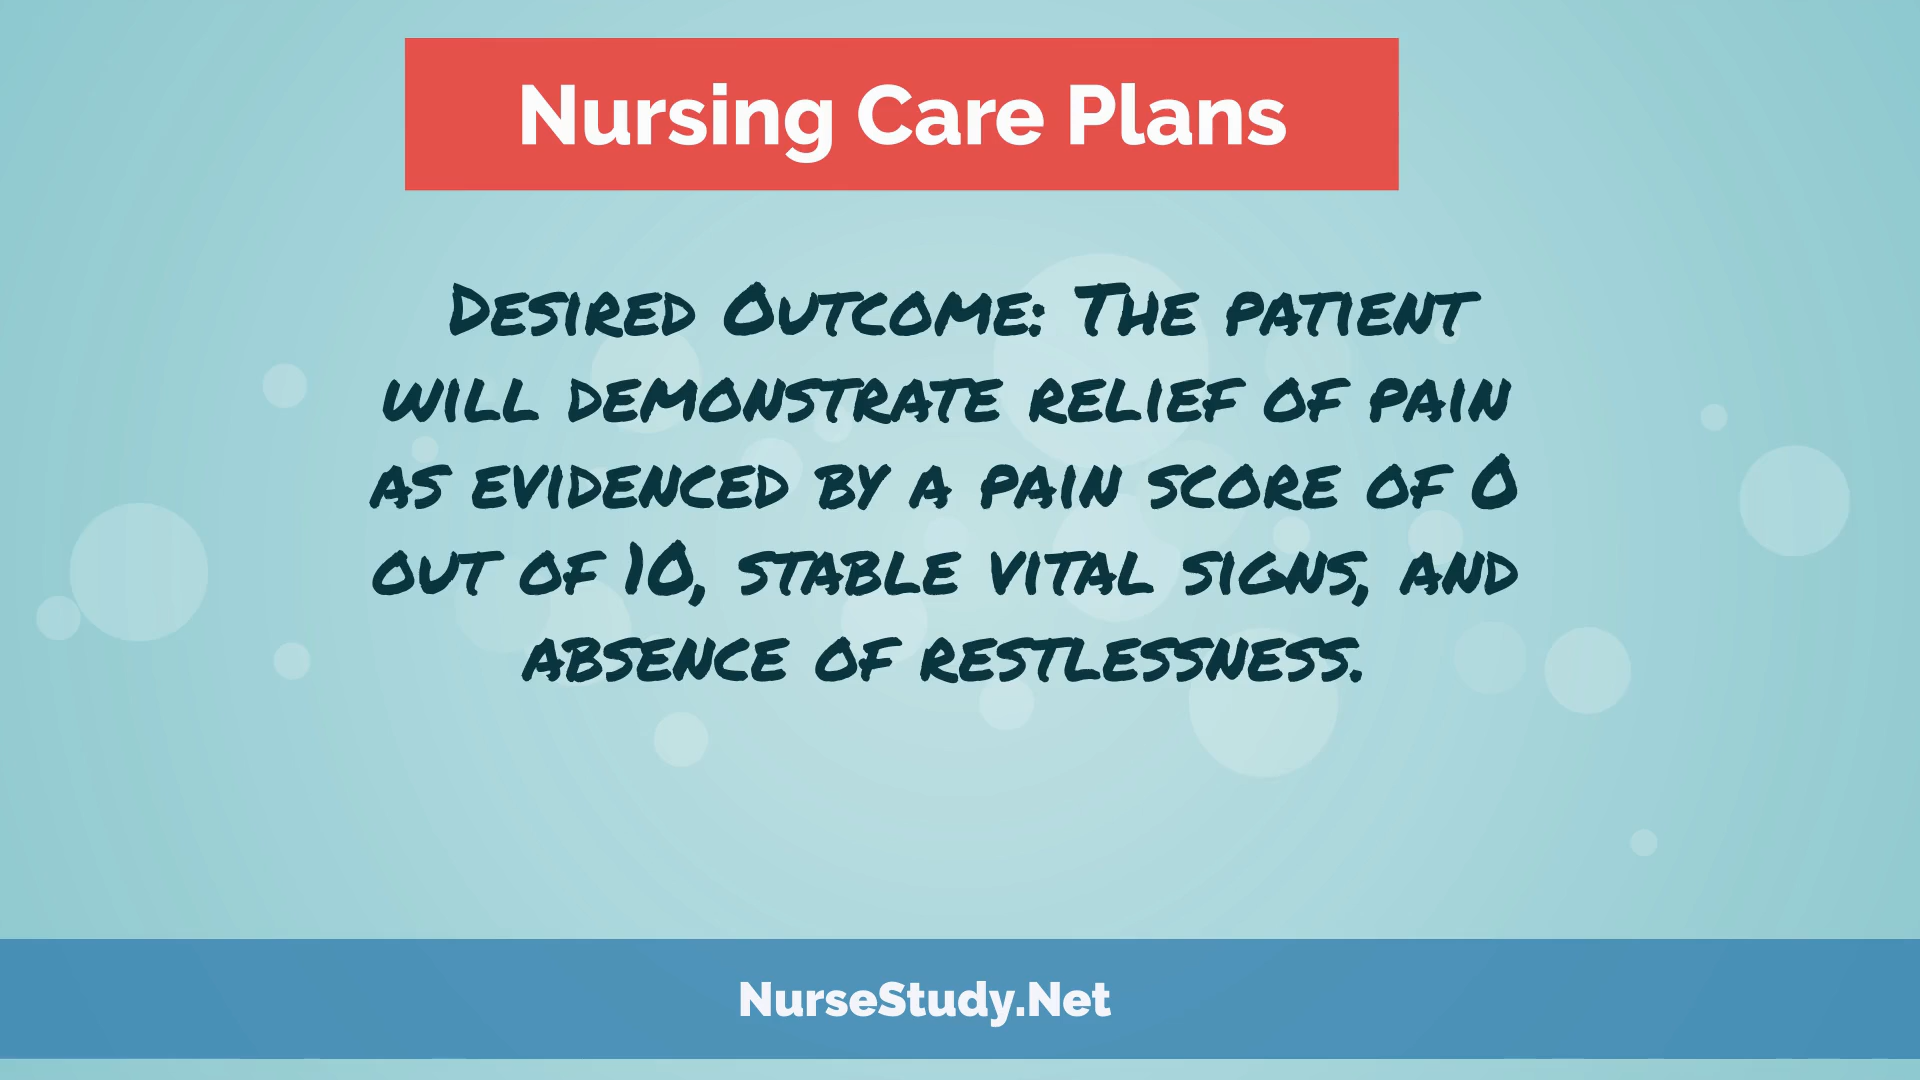 Nursing Care Plans
Desired Outcome: The patient
will demonstrate relief of pain
as evidenced by a pain score of 0
out of 10, stable vital signs, and
absence of restlessness.
NurseStudy.Net